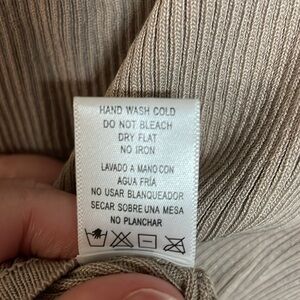 HAND WASH COLD
DO NOT BLEACH
DRY FLAT
NO IRON
LAVADO A MANO CON
AGUA FRÍA
NO USAR BLANQUEADOR
SECAR SOBRE UNA MESA
NO PLANCHAR